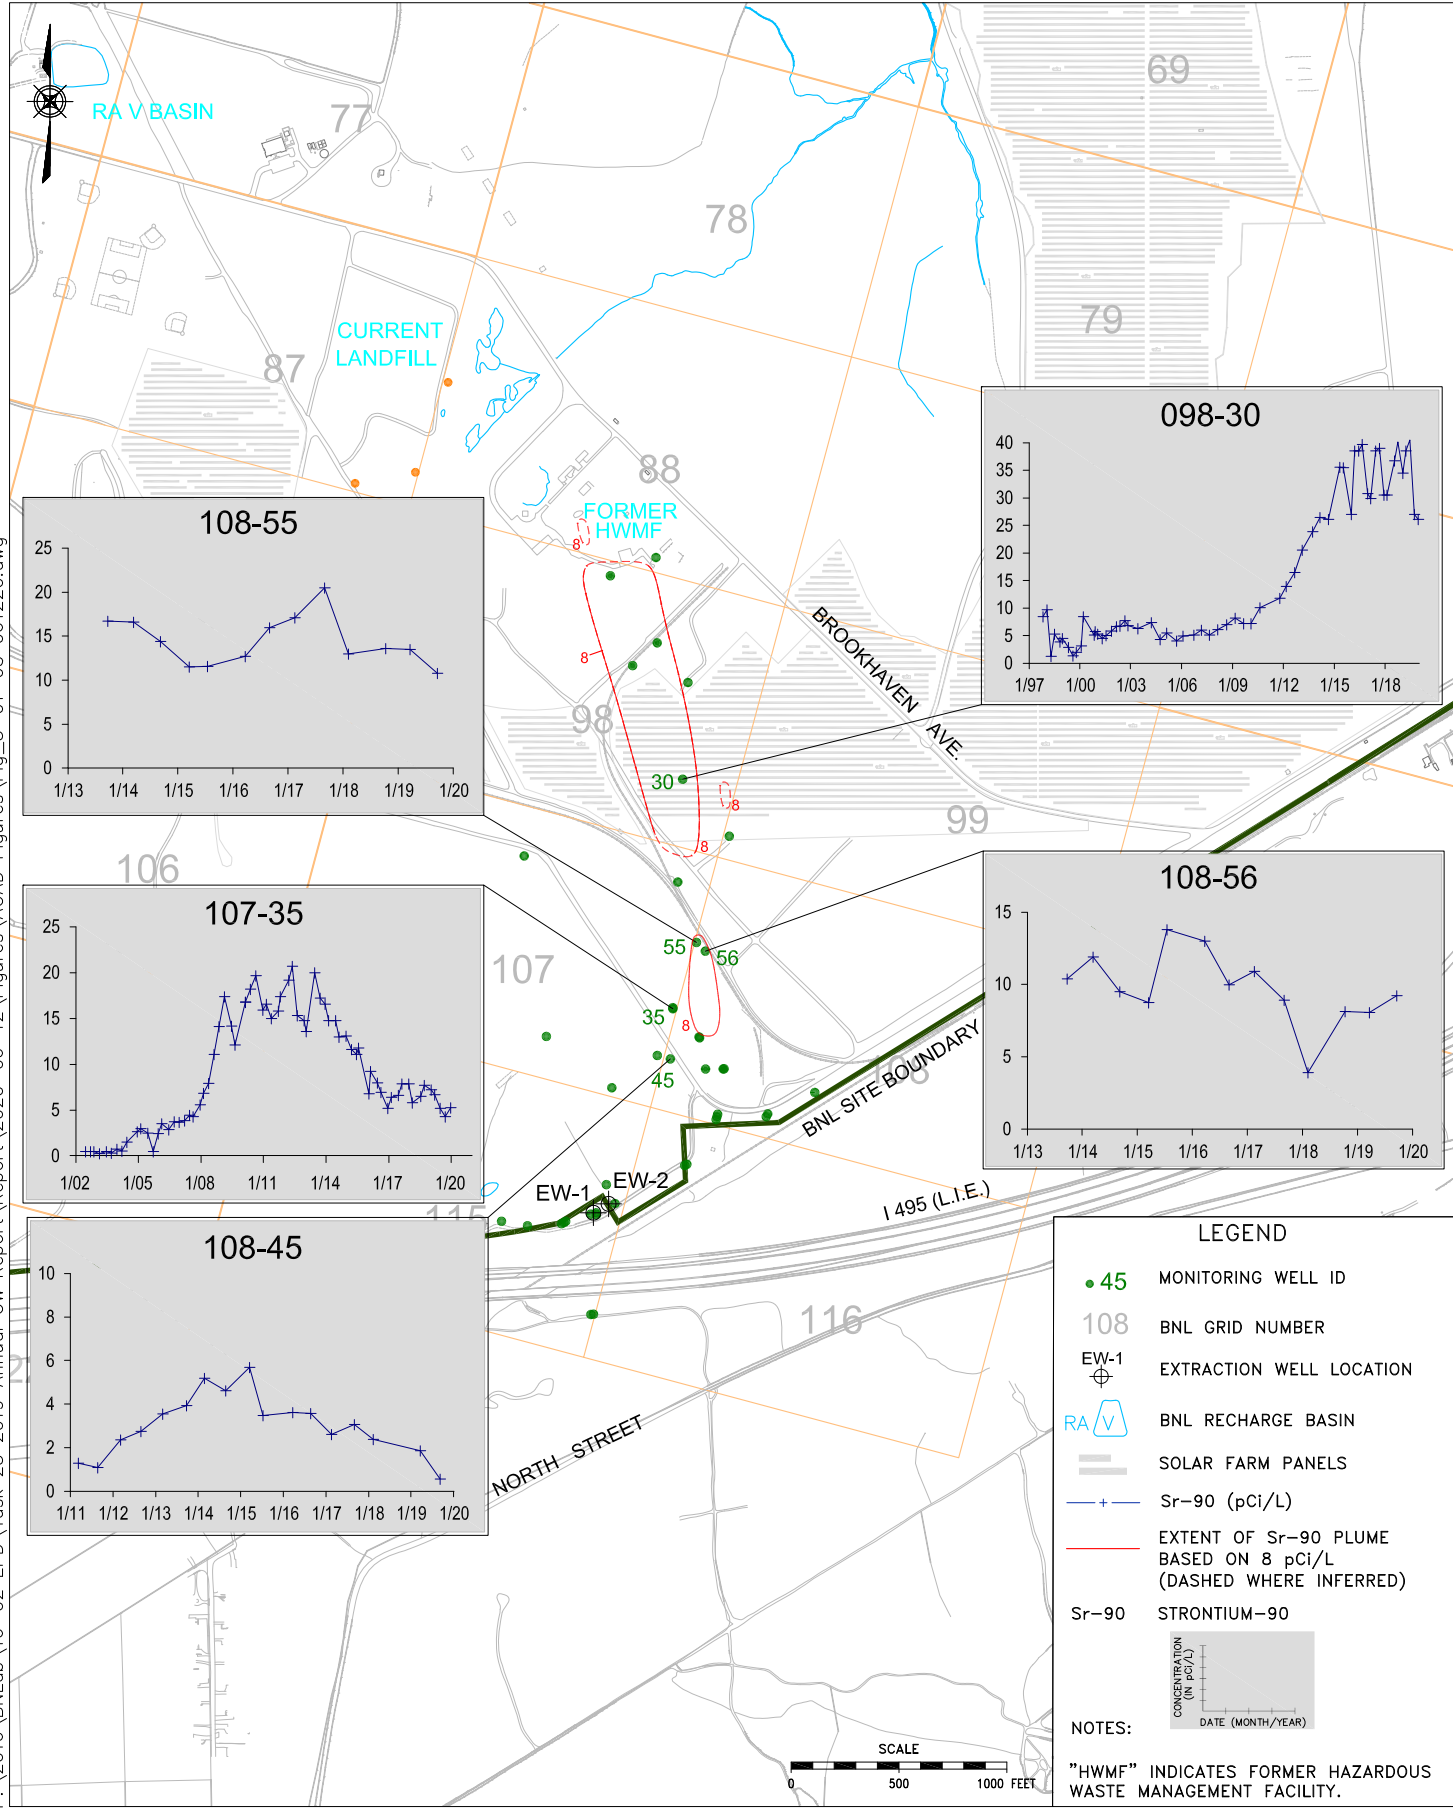 RA V BASIN
77
69
78
79
CURRENT
LANDFILL
87
88
FORMER
HWMF
8
8
8
8
8
98
99
BROOKHAVEN AVE.
30
106
107
55
56
35
45
108
BNL SITE BOUNDARY
EW-1
EW-2
I 495 (L.I.E.)
116
NORTH STREET
098-30
40
35
30
25
20
15
10
5
0
1/97 1/00 1/03 1/06 1/09 1/12 1/15 1/18
108-55
25
20
15
10
5
0
1/13 1/14 1/15 1/16 1/17 1/18 1/19 1/20
107-35
25
20
15
10
5
0
1/02 1/05 1/08 1/11 1/14 1/17 1/20
108-56
15
10
5
0
1/13 1/14 1/15 1/16 1/17 1/18 1/19 1/20
108-45
10
8
6
4
2
0
1/11 1/12 1/13 1/14 1/15 1/16 1/17 1/18 1/19 1/20
LEGEND
45 MONITORING WELL ID
108 BNL GRID NUMBER
EW-1
EXTRACTION WELL LOCATION
RA V BNL RECHARGE BASIN
SOLAR FARM PANELS
Sr-90 (pCi/L)
EXTENT OF Sr-90 PLUME
BASED ON 8 pCi/L
(DASHED WHERE INFERRED)
Sr-90 STRONTIUM-90
CONCENTRATION
(IN pCi/L)
DATE (MONTH/YEAR)
NOTES:
"HWMF" INDICATES FORMER HAZARDOUS
WASTE MANAGEMENT FACILITY.
SCALE
0 500 1000 FEET